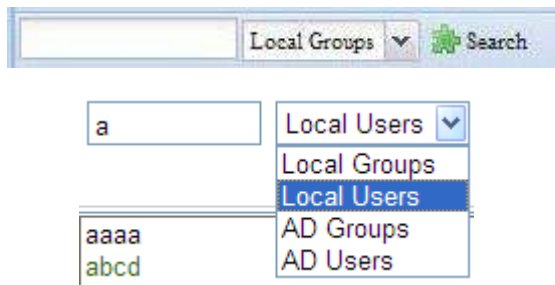 Local Groups Search
a Local Users
Local Groups
Local Users
aaaa AD Groups
abcd AD Users